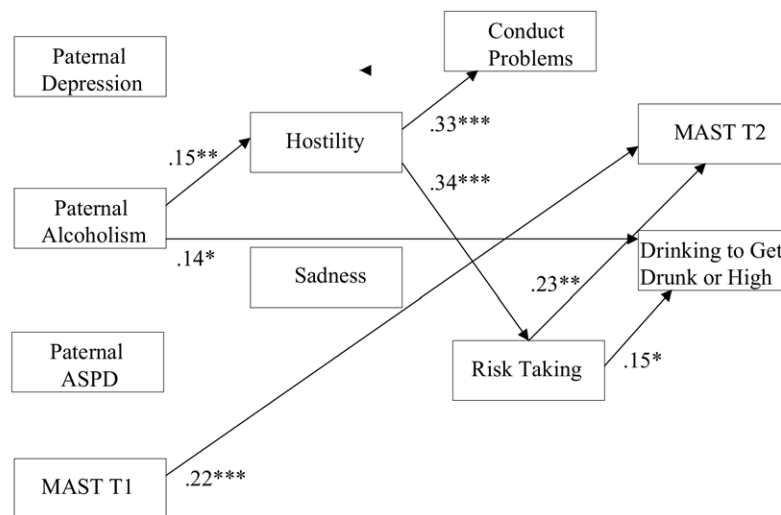 Paternal
Depression
Conduct
Problems
Hostility
MAST T2
.15**
.33***
.34***
Paternal
Alcoholism
.14*
Sadness
Drinking to Get
Drunk or High
.23**
Paternal
ASPD
Risk Taking
.15*
MAST T1
.22***